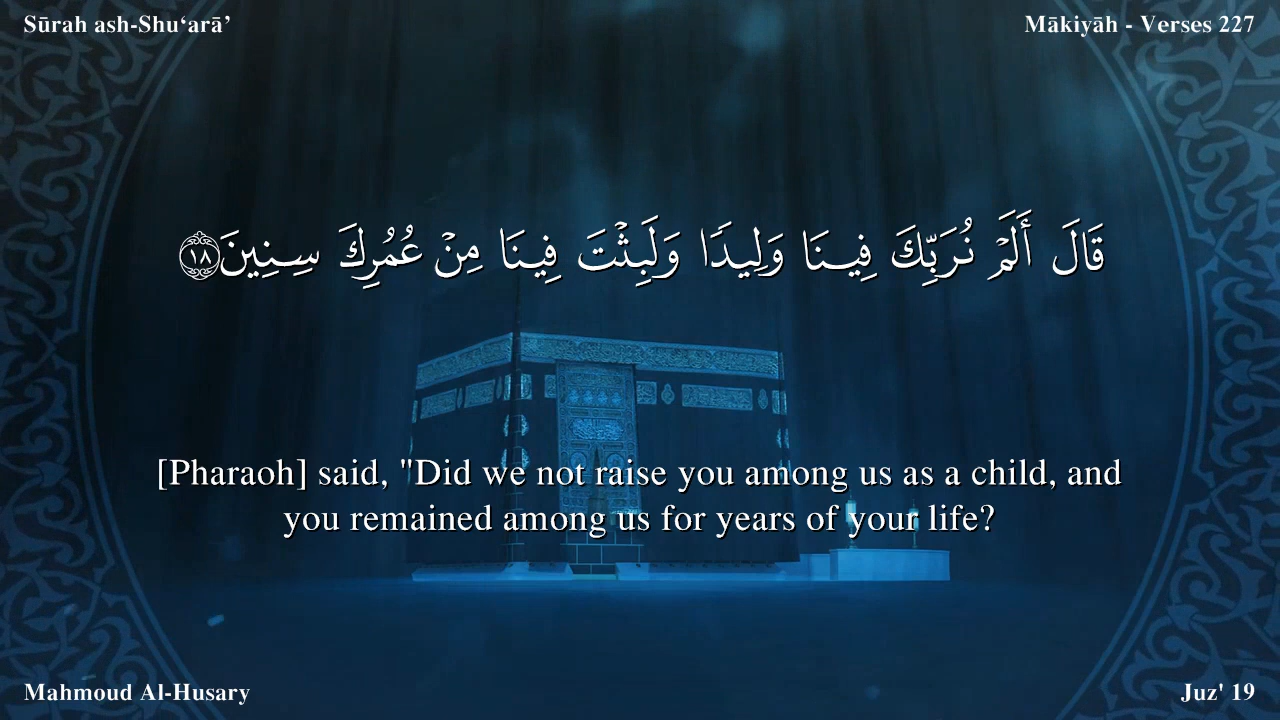 Sūrah ash-Shu‘arā’
Mākiyāh - Verses 227
قَالَ أَلَمْ نُرَبِّكَ فِينَا وَلِيدًا وَلَبِثْتَ فِينَا مِنْ عُمُرِكَ سِنِينَ ١٨
[Pharaoh] said, "Did we not raise you among us as a child, and
you remained among us for years of your life?
Mahmoud Al-Husary
Juz' 19